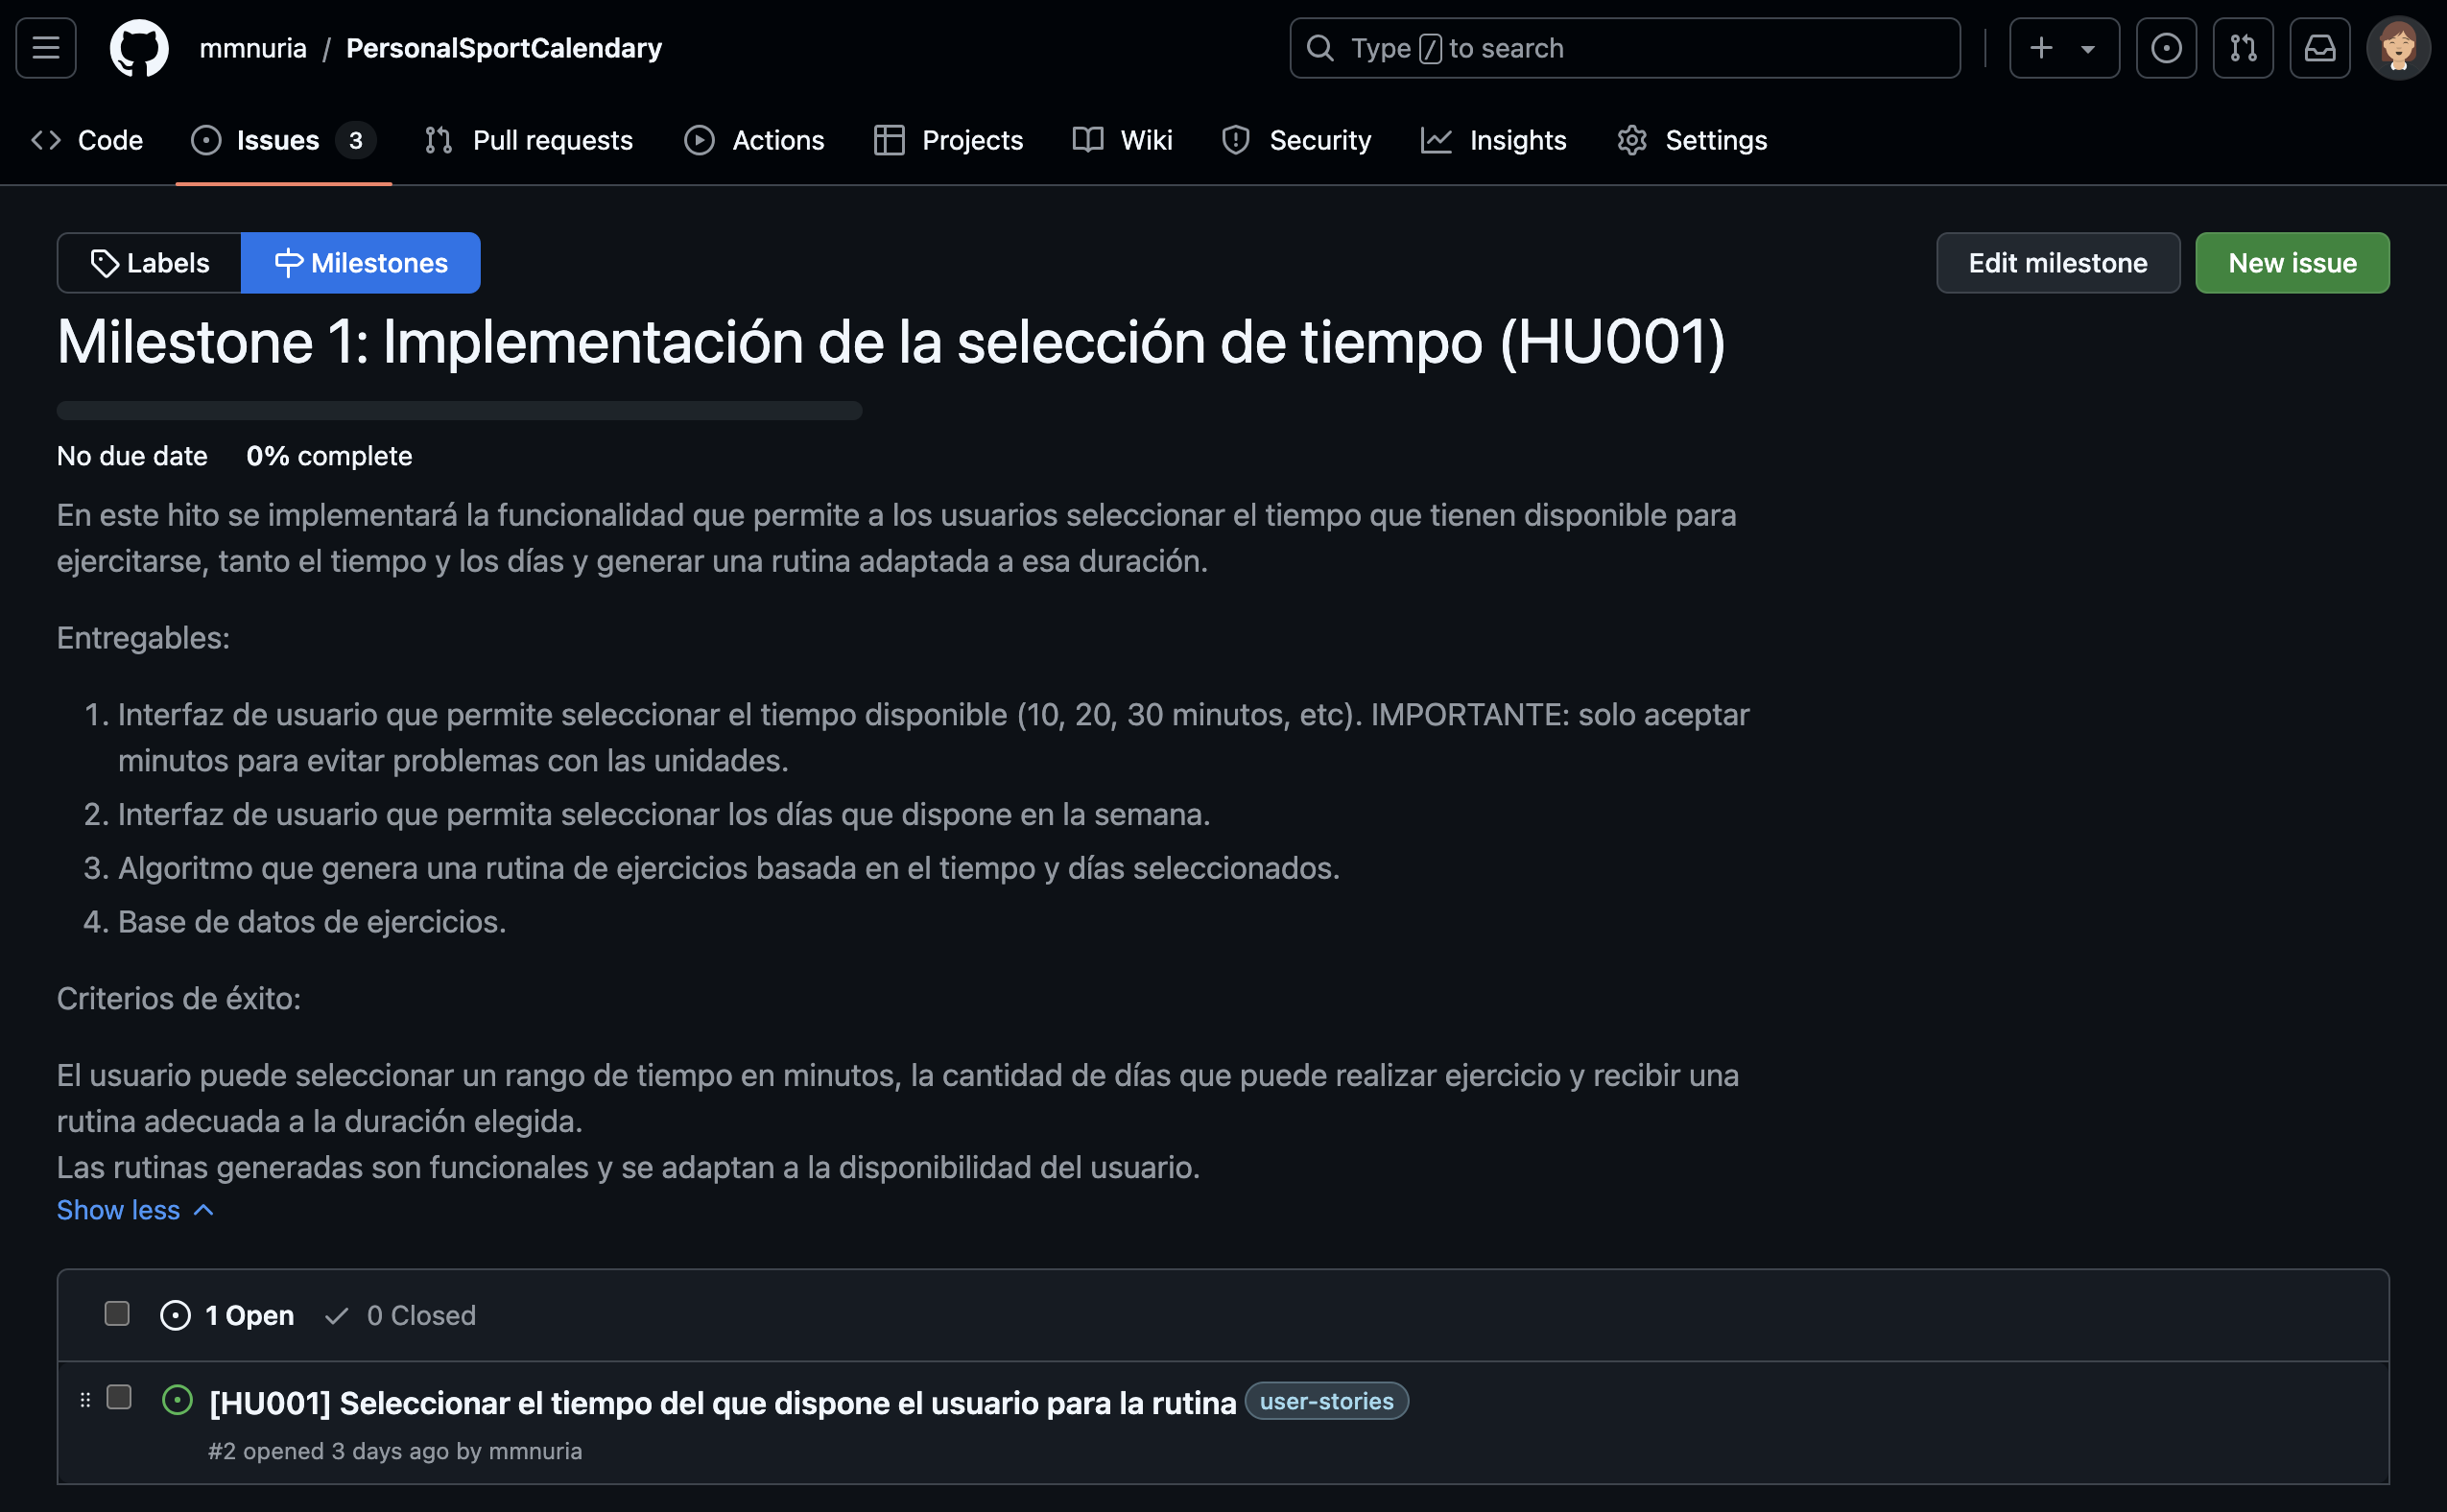 mmnuria / PersonalSportCalendary
Type / to search
Code
Issues 3
Pull requests
Actions
Projects
Wiki
Security
Insights
Settings
Labels
Milestones
Edit milestone
New issue
Milestone 1: Implementación de la selección de tiempo (HU001)
No due date 0% complete
En este hito se implementará la funcionalidad que permite a los usuarios seleccionar el tiempo que tienen disponible para
ejercitarse, tanto el tiempo y los días y generar una rutina adaptada a esa duración.
Entregables:
1. Interfaz de usuario que permite seleccionar el tiempo disponible (10, 20, 30 minutos, etc). IMPORTANTE: solo aceptar
minutos para evitar problemas con las unidades.
2. Interfaz de usuario que permita seleccionar los días que dispone en la semana.
3. Algoritmo que genera una rutina de ejercicios basada en el tiempo y días seleccionados.
4. Base de datos de ejercicios.
Criterios de éxito:
El usuario puede seleccionar un rango de tiempo en minutos, la cantidad de días que puede realizar ejercicio y recibir una
rutina adecuada a la duración elegida.
Las rutinas generadas son funcionales y se adaptan a la disponibilidad del usuario.
Show less
1 Open 0 Closed
[HU001] Seleccionar el tiempo del que dispone el usuario para la rutina user-stories
#2 opened 3 days ago by mmnuria